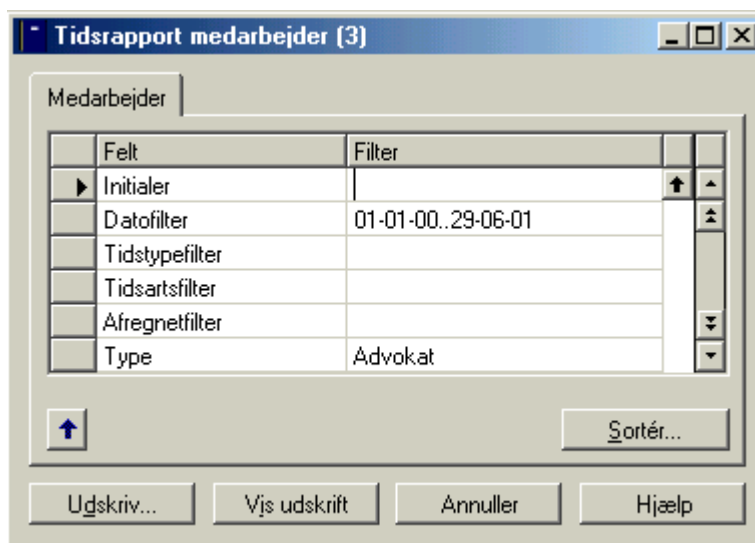 Tidsrapport medarbejder (3)
Medarbejder
Felt Filter
Initialer
Datofilter 01-01-00..29-06-01
Tidstypefilter
Tidsartsfilter
Afregnetfilter
Type Advokat
Sortér...
Udskriv... Vis udskrift Annuller Hjælp